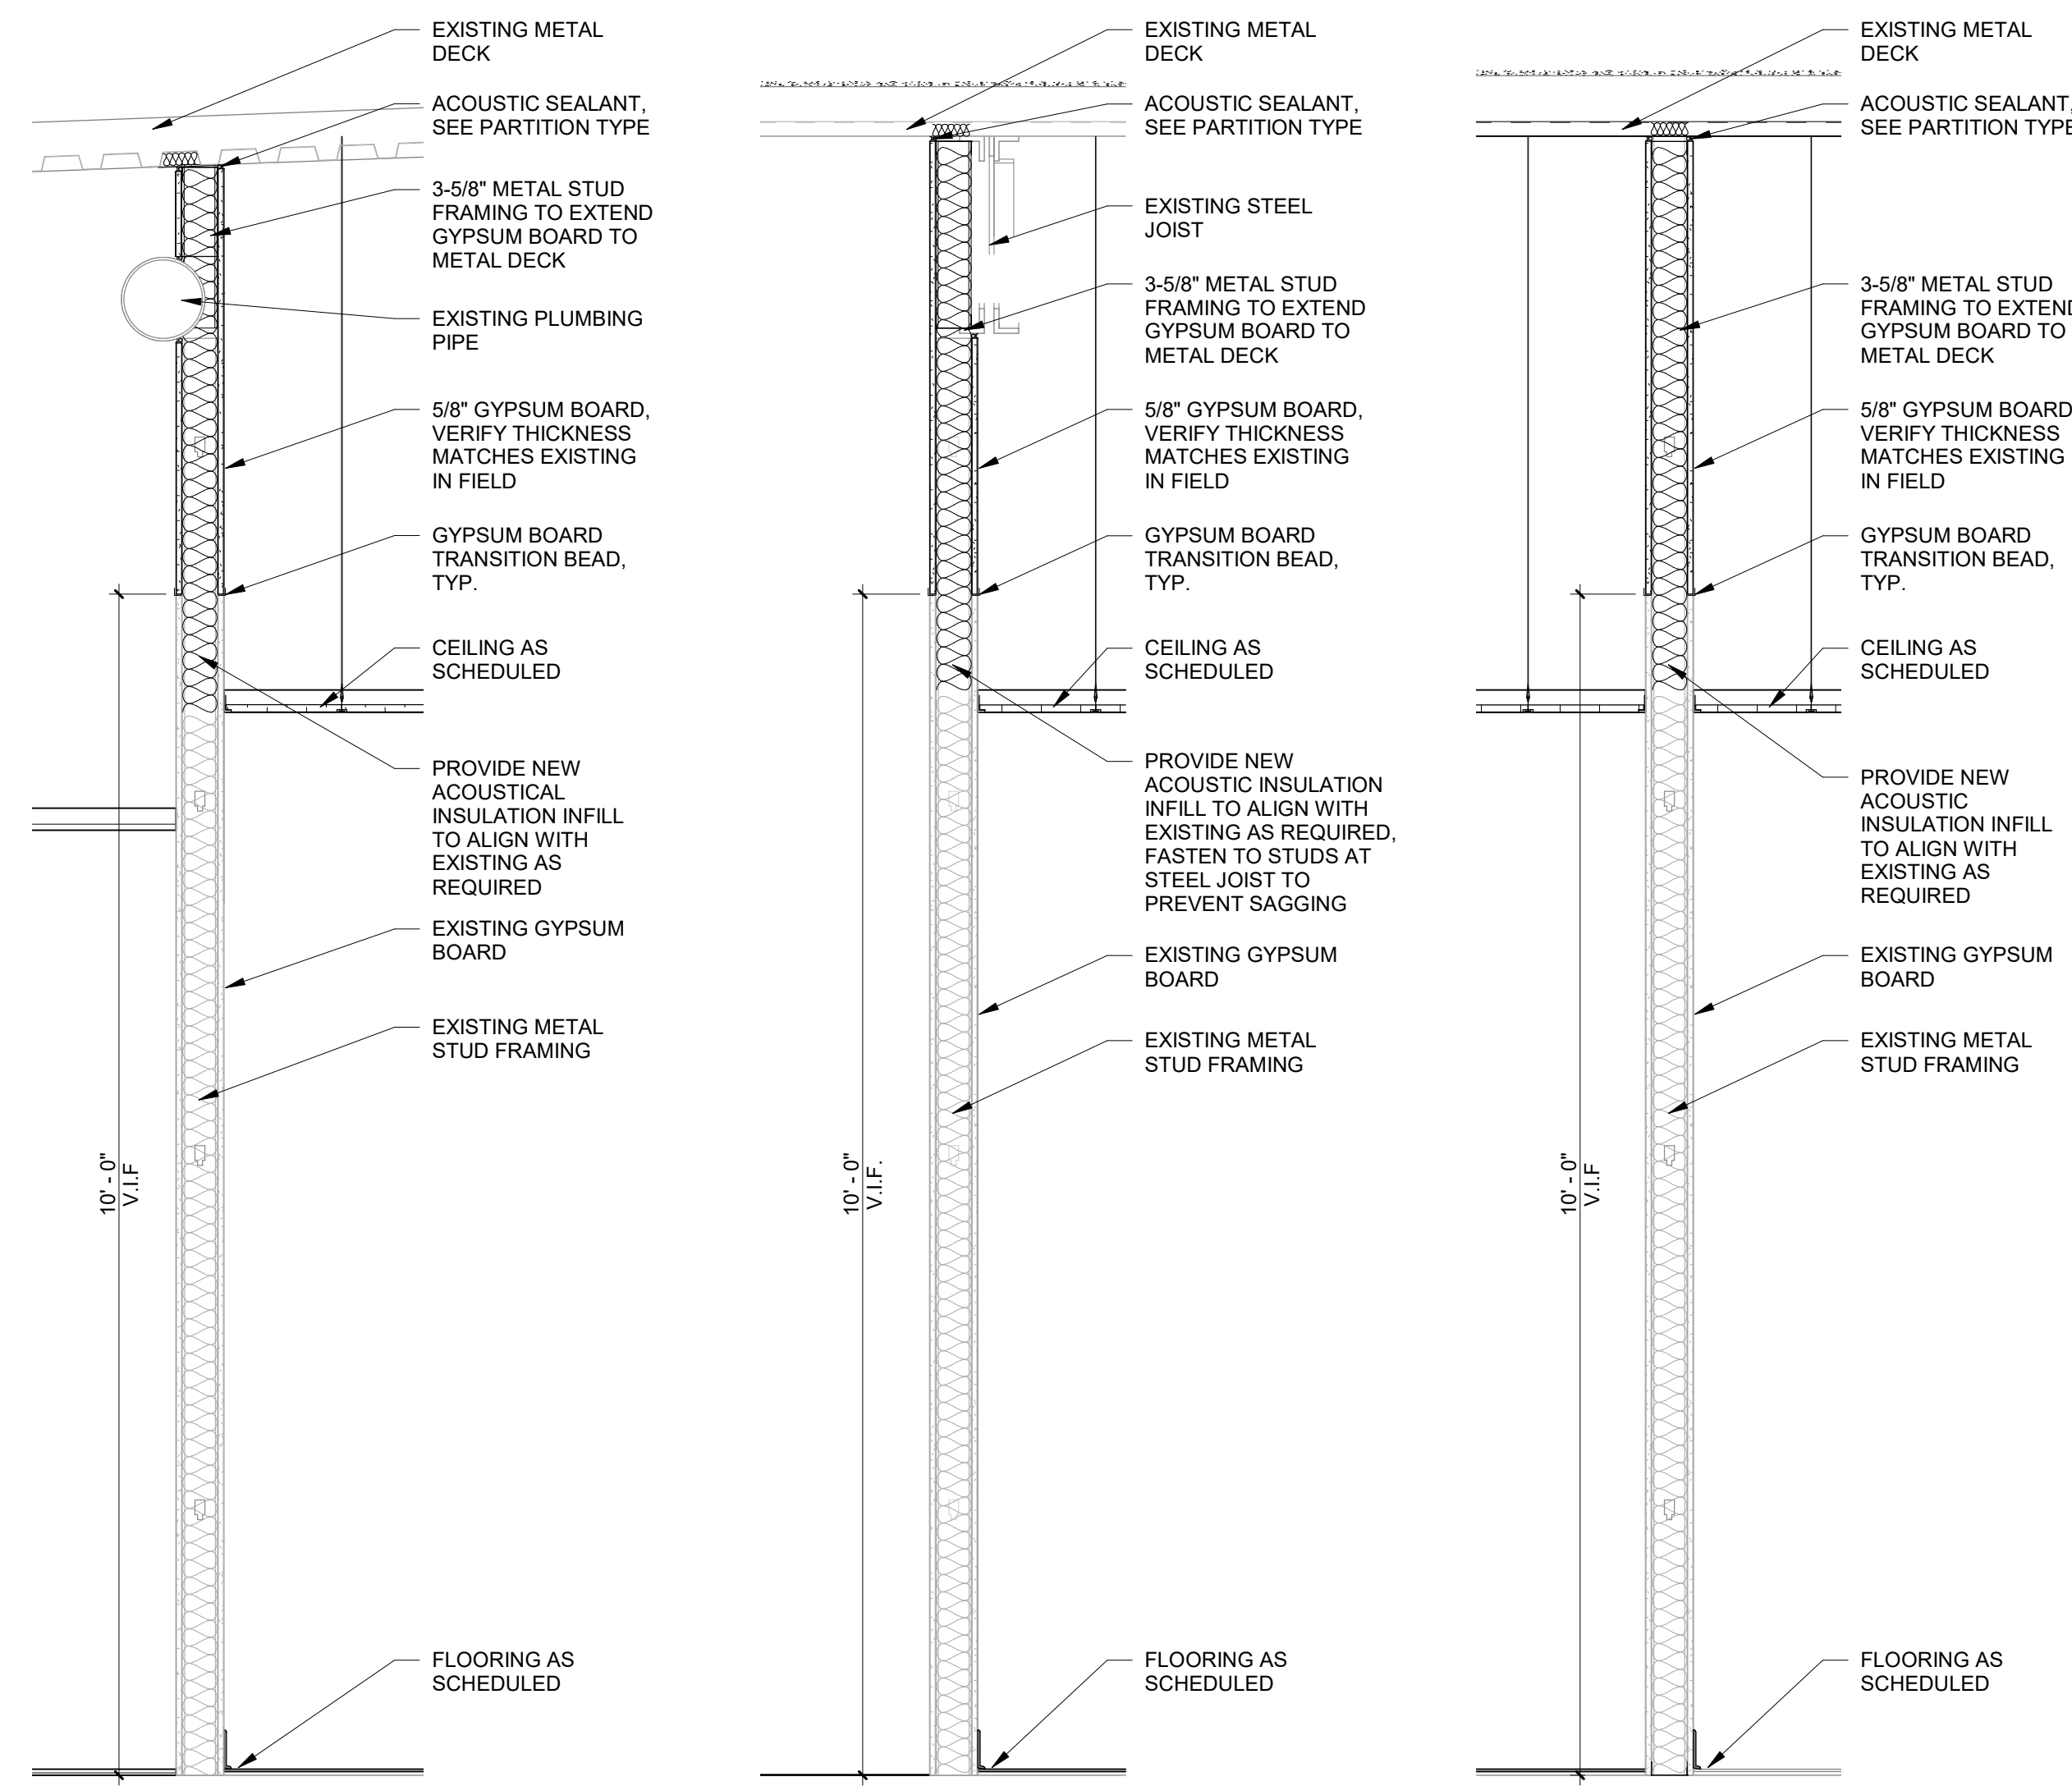 EXISTING METAL
DECK
ACOUSTIC SEALANT,
SEE PARTITION TYPE
3-5/8" METAL STUD
FRAMING TO EXTEND
GYPSUM BOARD TO
METAL DECK
EXISTING PLUMBING
PIPE
5/8" GYPSUM BOARD,
VERIFY THICKNESS
MATCHES EXISTING
IN FIELD
GYPSUM BOARD
TRANSITION BEAD,
TYP.
CEILING AS
SCHEDULED
PROVIDE NEW
ACOUSTICAL
INSULATION INFILL
TO ALIGN WITH
EXISTING AS
REQUIRED
EXISTING GYPSUM
BOARD
EXISTING METAL
STUD FRAMING
10' - 0"
V.I.F
FLOORING AS
SCHEDULED
EXISTING METAL
DECK
ACOUSTIC SEALANT,
SEE PARTITION TYPE
EXISTING STEEL
JOIST
3-5/8" METAL STUD
FRAMING TO EXTEND
GYPSUM BOARD TO
METAL DECK
5/8" GYPSUM BOARD,
VERIFY THICKNESS
MATCHES EXISTING
IN FIELD
GYPSUM BOARD
TRANSITION BEAD,
TYP.
CEILING AS
SCHEDULED
PROVIDE NEW
ACOUSTIC INSULATION
INFILL TO ALIGN WITH
EXISTING AS REQUIRED,
FASTEN TO STUDS AT
STEEL JOIST TO
PREVENT SAGGING
EXISTING GYPSUM
BOARD
EXISTING METAL
STUD FRAMING
10' - 0"
V.I.F.
FLOORING AS
SCHEDULED
EXISTING METAL
DECK
ACOUSTIC SEALANT,
SEE PARTITION TYPE
3-5/8" METAL STUD
FRAMING TO EXTEND
GYPSUM BOARD TO
METAL DECK
5/8" GYPSUM BOARD
VERIFY THICKNESS
MATCHES EXISTING
IN FIELD
GYPSUM BOARD
TRANSITION BEAD,
TYP.
CEILING AS
SCHEDULED
PROVIDE NEW
ACOUSTIC
INSULATION INFILL
TO ALIGN WITH
EXISTING AS
REQUIRED
EXISTING GYPSUM
BOARD
EXISTING METAL
STUD FRAMING
10' - 0"
V.I.F
FLOORING AS
SCHEDULED